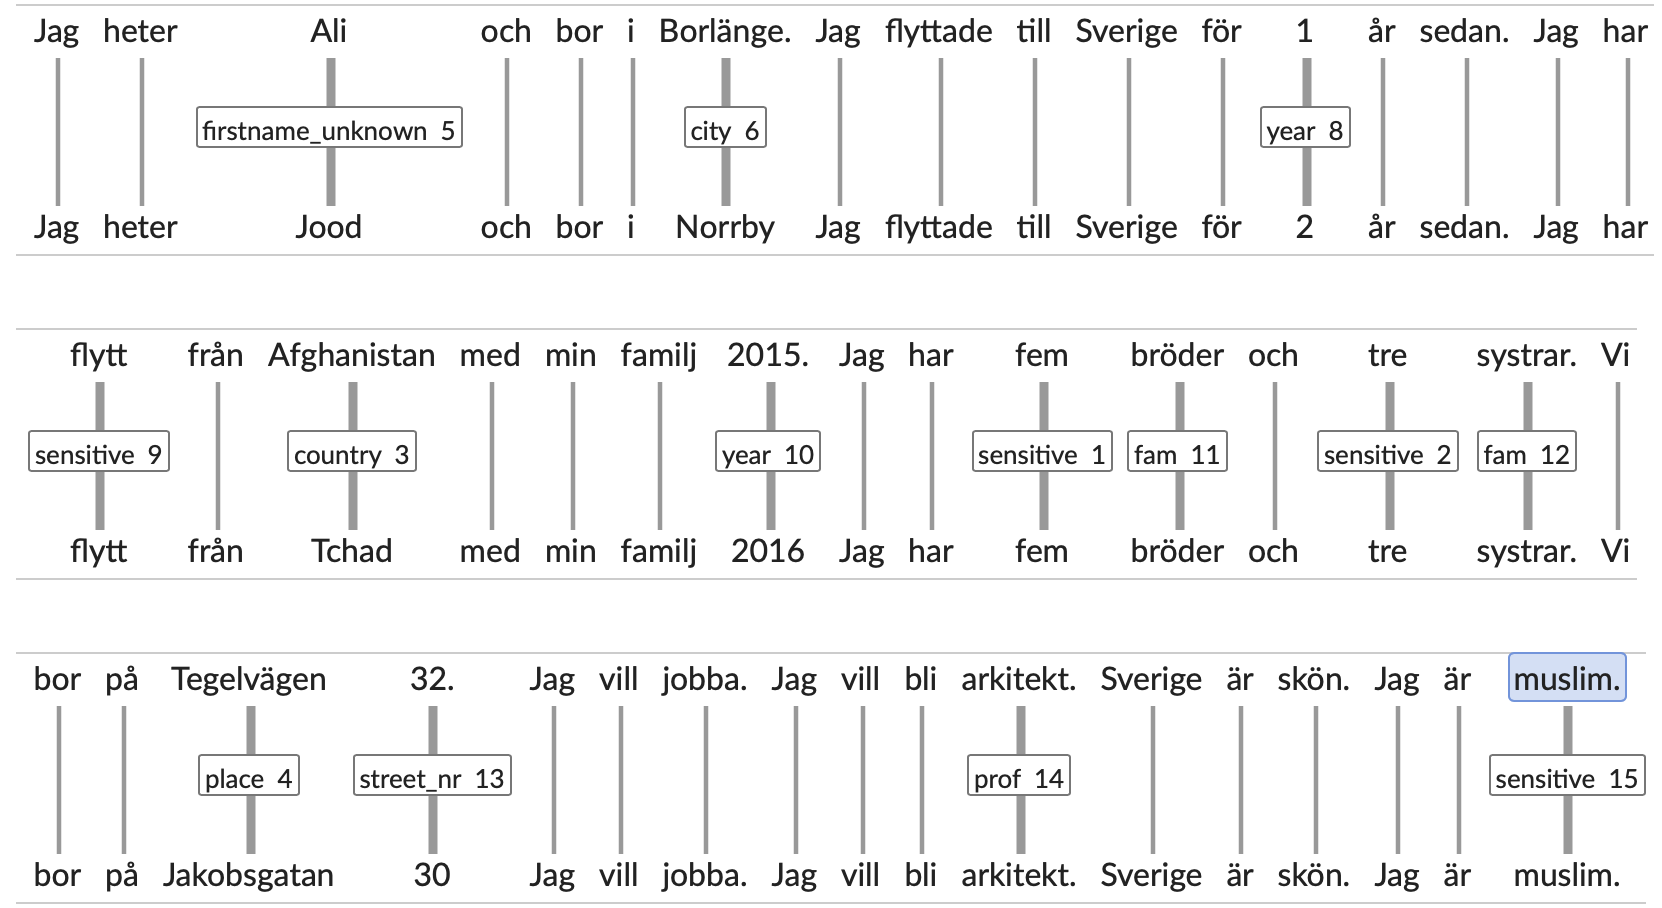 Jag heter Ali och bor i Borlänge. Jag flyttade till Sverige för 1 år sedan. Jag har
firstname_unknown 5 city 6 year 8
Jag heter Jood och bor i Norrby Jag flyttade till Sverige för 2 år sedan. Jag har
flytt från Afghanistan med min familj 2015. Jag har fem bröder och tre systrar. Vi
sensitive 9 country 3 year 10 sensitive 1 fam 11 sensitive 2 fam 12
flytt från Tchad med min familj 2016 Jag har fem bröder och tre systrar. Vi
bor på Tegelvägen 32. Jag vill jobba. Jag vill bli arkitekt. Sverige är skön. Jag är muslim.
place 4 street_nr 13 prof 14 sensitive 15
bor på Jakobsgatan 30 Jag vill jobba. Jag vill bli arkitekt. Sverige är skön. Jag är muslim.